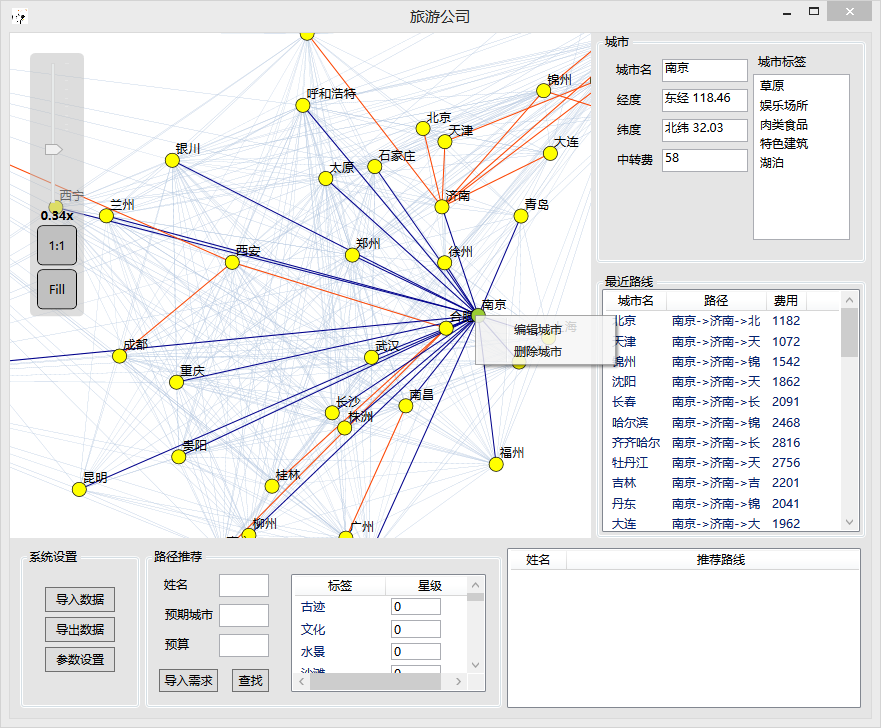 旅游公司
呼和浩特
锦州
北京
天津
大连
银川
石家庄
太原
西宁
兰州
济南
青岛
0.34x
1:1
Fill
西安
郑州
徐州
南京
成都
武汉
重庆
南昌
长沙
株洲
贵阳
福州
昆明
桂林
柳州
广州
编辑城市
删除城市
海
城市
城市名 南京
经度 东经 118.46
纬度 北纬 32.03
中转费 58
城市标签
草原
娱乐场所
肉类食品
特色建筑
湖泊
最近路线
城市名 路径 费用
北京 南京->济南->北 1182
天津 南京->济南->天 1072
锦州 南京->济南->锦 1542
沈阳 南京->济南->天 1862
长春 南京->济南->长 2091
哈尔滨 南京->济南->锦 2468
齐齐哈尔 南京->济南->长 2816
牡丹江 南京->济南->天 2756
吉林 南京->济南->吉 2201
丹东 南京->济南->锦 2041
大连 南京->济南->大 1962
系统设置
导入数据
导出数据
参数设置
路径推荐
姓名
预期城市
预算
导入需求 查找
标签 星级
古迹 0
文化 0
水景 0
沙滩 0
姓名 推荐路线